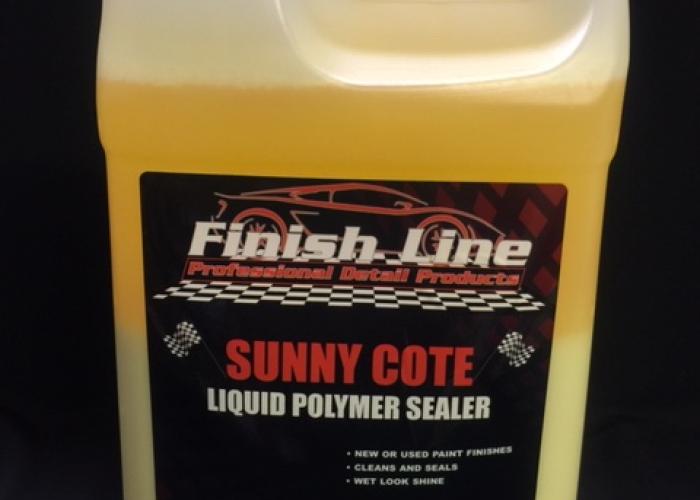 Finish Line
Professional Detail Products
SUNNY COTE
LIQUID POLYMER SEALER
• NEW OR USED PAINT FINISHES
• CLEANS AND SEALS
• WET LOOK SHINE